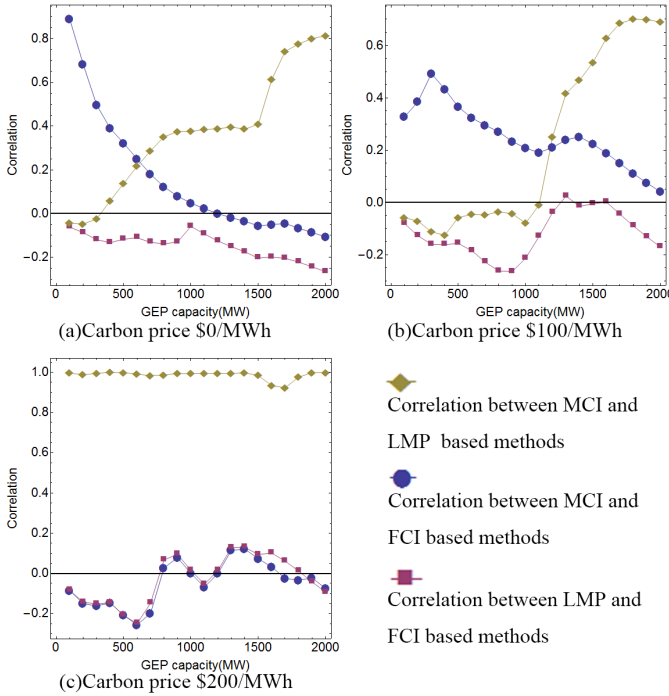 0.8
0.6
0.4
0.2
0.0
−0.2
Correlation
0
500
1000
1500
2000
GEP capacity(MW)
(a)Carbon price $0/MWh
0.6
0.4
0.2
0.0
−0.2
Correlation
0
500
1000
1500
2000
GEP capacity(MW)
(b)Carbon price $100/MWh
1.0
0.8
0.6
0.4
0.2
0.0
−0.2
Correlation
0
500
1000
1500
2000
GEP capacity(MW)
(c)Carbon price $200/MWh
Correlation between MCI and
LMP based methods
Correlation between MCI and
FCI based methods
Correlation between LMP and
FCI based methods